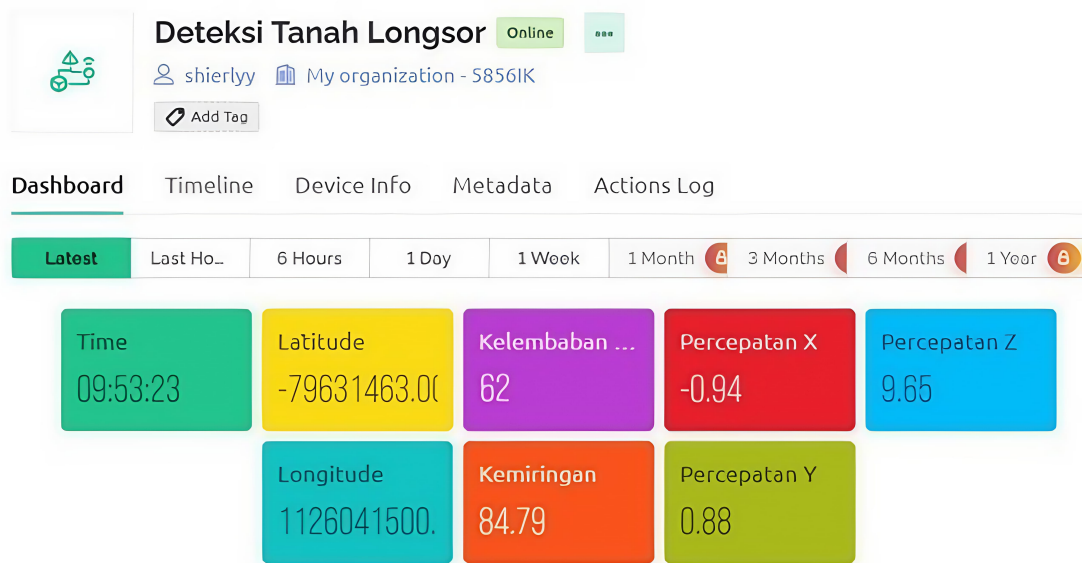 Deteksi Tanah Longsor Online
shierlyy My organization - 5856IK
Add Tag
Dashboard Timeline Device Info Metadata Actions Log
Latest Last Ho... 6 Hours 1 Day 1 Week 1 Month 3 Months 6 Months 1 Year
Time Latitude Kelembaban ... Percepatan X Percepatan Z
09:53:23 -79631463.0( 62 -0.94 9.65
Longitude Kemiringan Percepatan Y
1126041500. 84.79 0.88